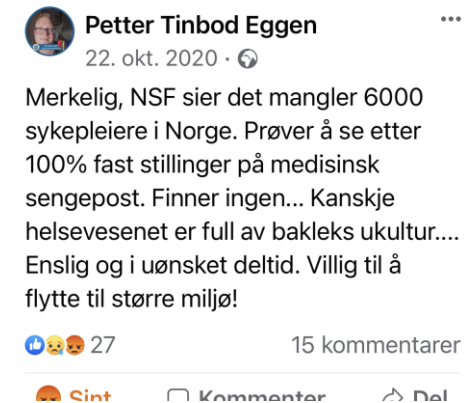 Petter Tinbod Eggen
22. okt. 2020 ·
Merkelig, NSF sier det mangler 6000
sykepleiere i Norge. Prøver å se etter
100% fast stillinger på medisinsk
sengepost. Finner ingen... Kanskje
helsevesenet er full av bakleks ukultur....
Enslig og i uønsket deltid. Villig til å
flytte til større miljø!
27 15 kommentarer
Sint Kommenter Del